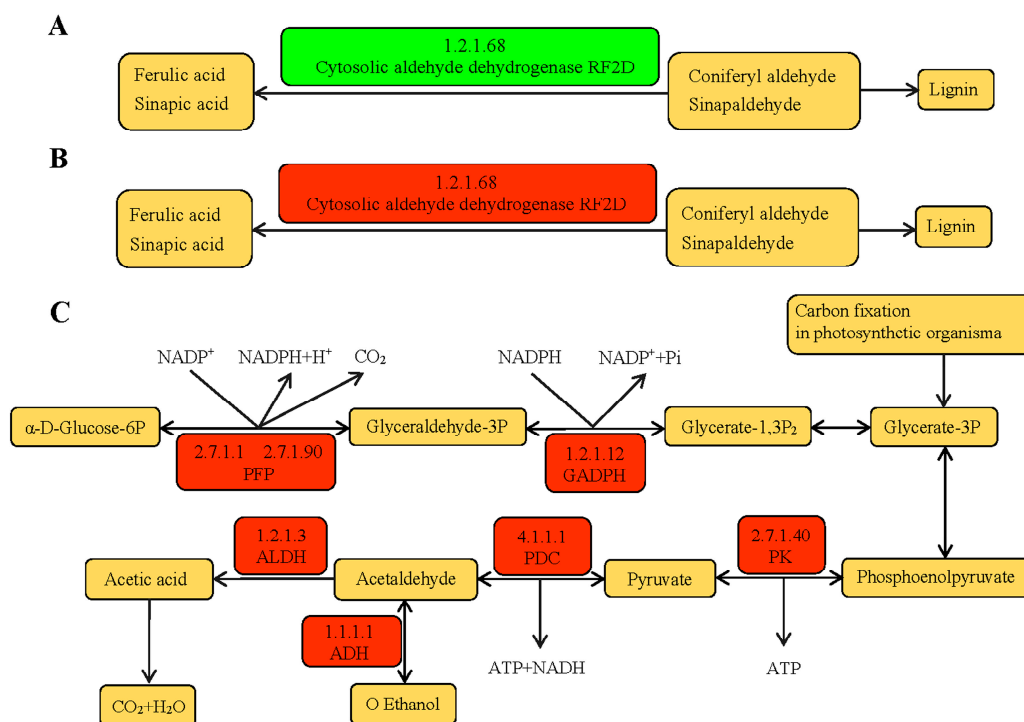 A
1.2.1.68
Cytosolic aldehyde dehydrogenase RF2D
Ferulic acid
Sinapic acid
Coniferyl aldehyde
Sinapaldehyde
Lignin
B
1.2.1.68
Cytosolic aldehyde dehydrogenase RF2D
Ferulic acid
Sinapic acid
Coniferyl aldehyde
Sinapaldehyde
Lignin
C
Carbon fixation
in photosynthctic organisma
NADP⁺
NADPH+H⁺
CO₂
NADPH
NADP⁺+Pi
α-D-Glucose-6P
Glyceraldehyde-3P
Glycerate-1,3P₂
Glycerate-3P
2.7.1.1 2.7.1.90
PFP
1.2.1.12
GADPH
1.2.1.3
ALDH
4.1.1.1
PDC
2.7.1.40
PK
Acetic acid
Acetaldehyde
Pyruvate
Phosphoenolpyruvate
1.1.1.1
ADH
ATP+NADH
ATP
CO₂+H₂O
O Ethanol